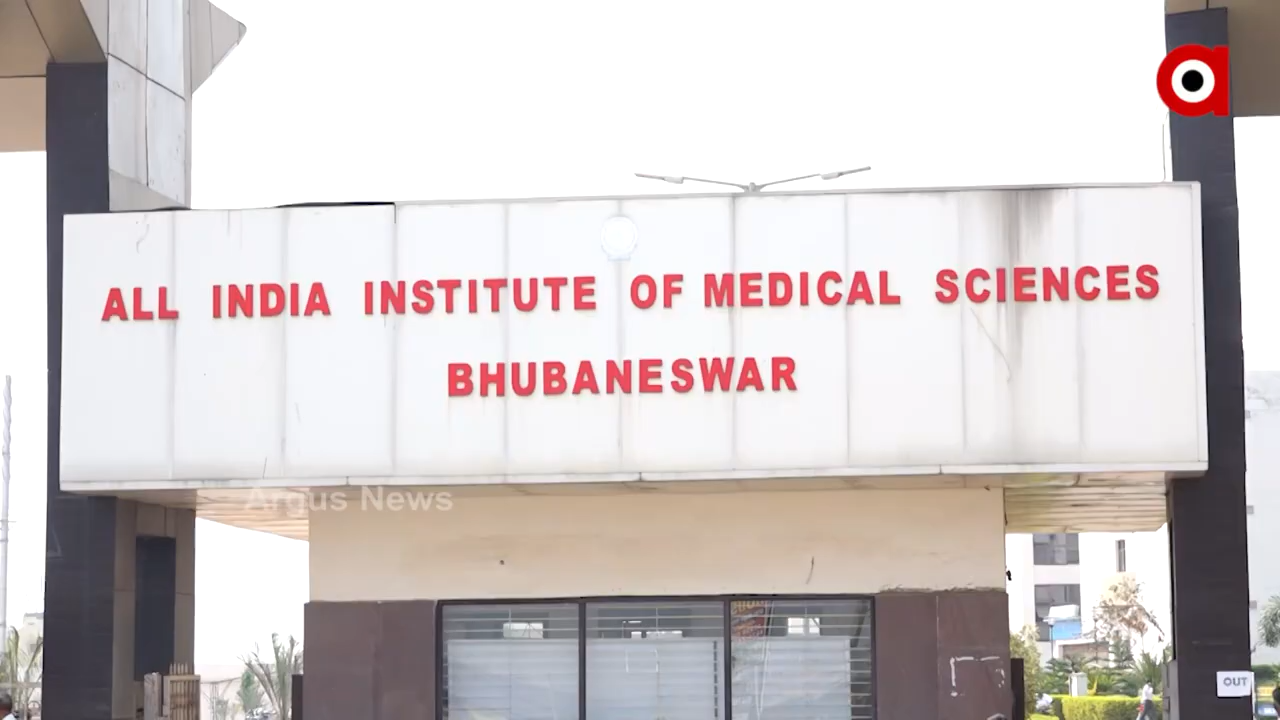 ALL INDIA INSTITUTE OF MEDICAL SCIENCES
BHUBANESWAR
Argus News
OUT